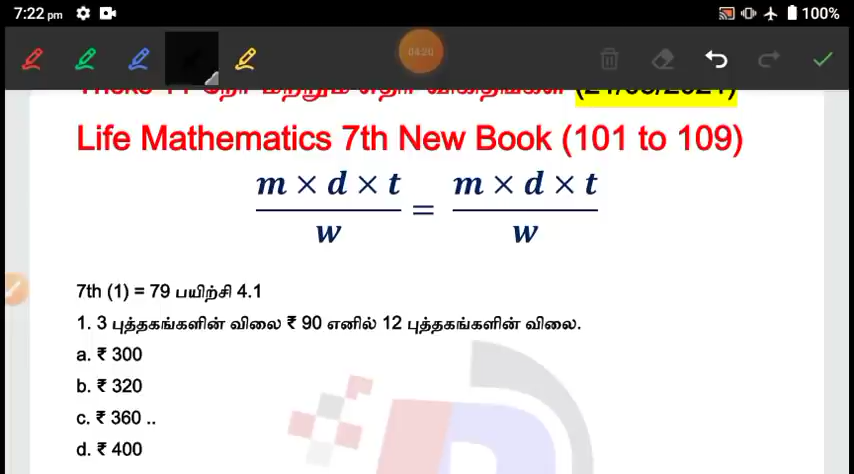 7:22 pm 100%
04:20
Life Mathematics 7th New Book (101 to 109)
m × d × t / w = m × d × t / w
7th (1) = 79 பயிற்சி 4.1
1. 3 புத்தகங்களின் விலை ₹ 90 எனில் 12 புத்தகங்களின் விலை.
a. ₹ 300
b. ₹ 320
c. ₹ 360 ..
d. ₹ 400